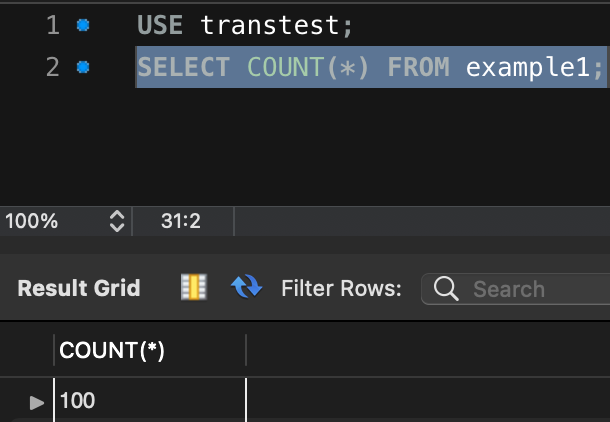 1 USE transtest;
2 SELECT COUNT(*) FROM example1;
100% 31:2
Result Grid Filter Rows: Search
COUNT(*)
100